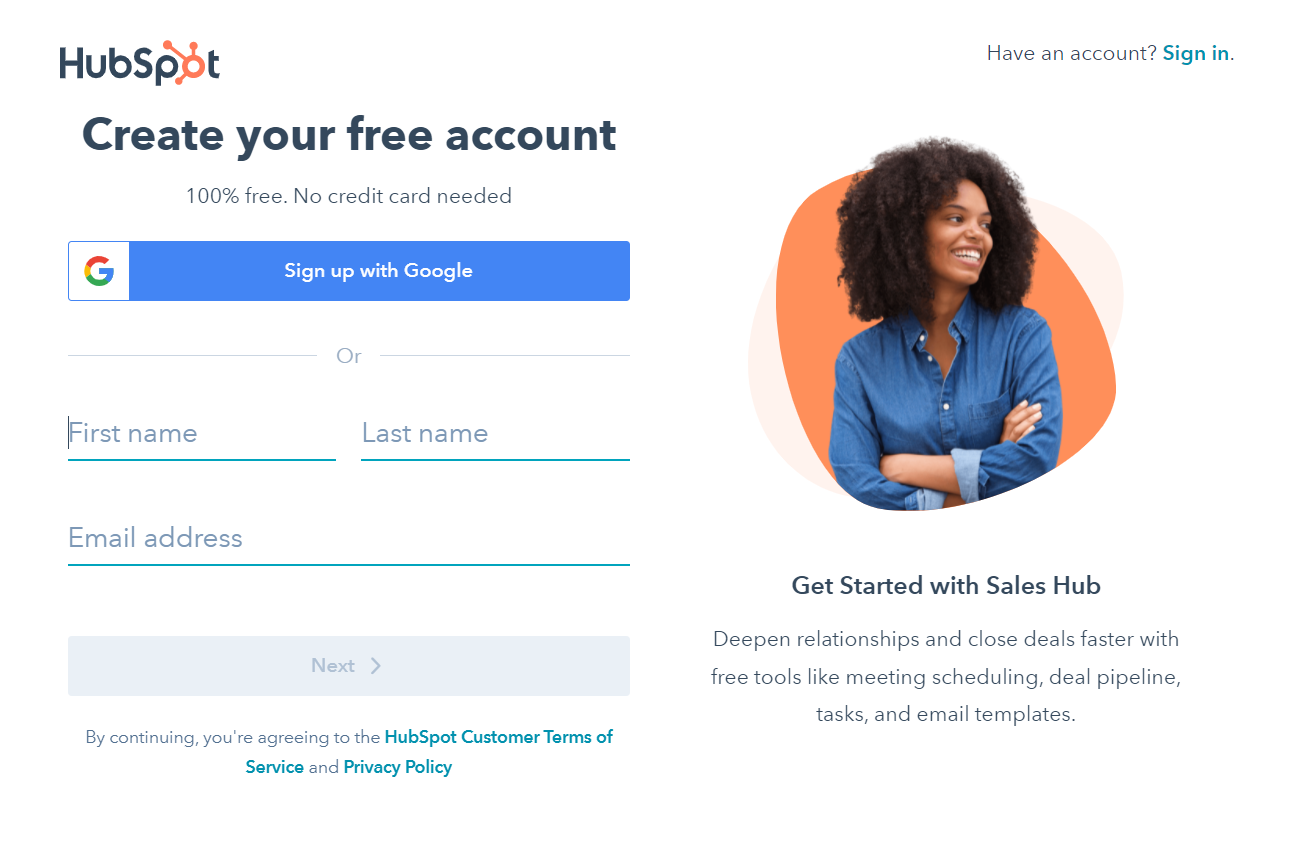 HubSpot
Have an account? Sign in.
Create your free account
100% free. No credit card needed
Sign up with Google
Or
First name
Last name
Email address
Next
By continuing, you're agreeing to the HubSpot Customer Terms of
Service and Privacy Policy
Get Started with Sales Hub
Deepen relationships and close deals faster with
free tools like meeting scheduling, deal pipeline,
tasks, and email templates.